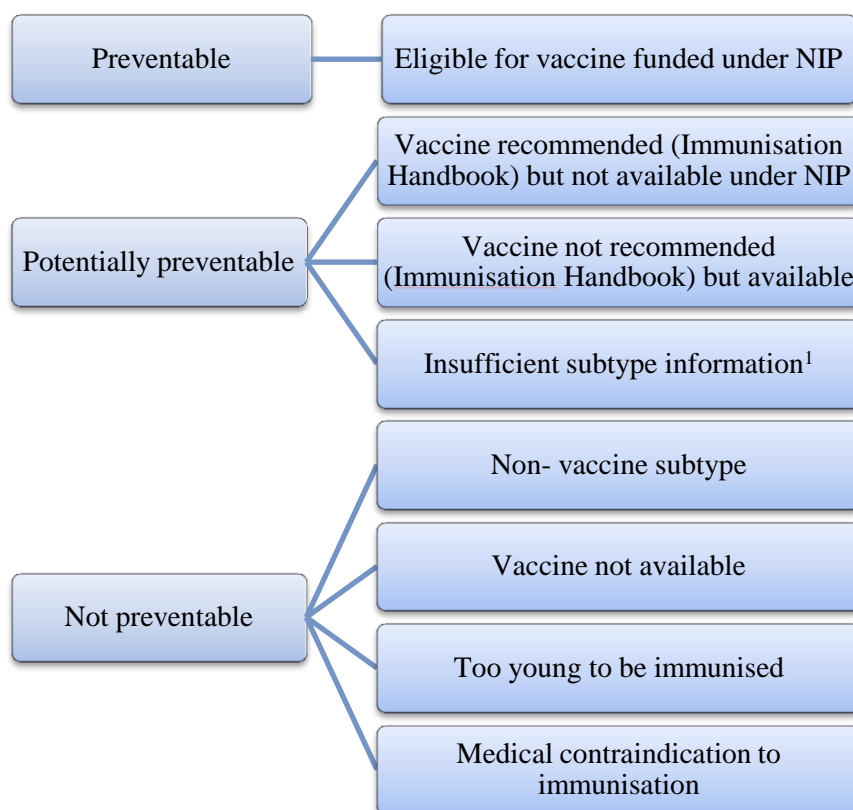 Preventable
Eligible for vaccine funded under NIP
Potentially preventable
Vaccine recommended (Immunisation
Handbook) but not available under NIP
Vaccine not recommended
(Immunisation Handbook) but available
Insufficient subtype information¹
Not preventable
Non- vaccine subtype
Vaccine not available
Too young to be immunised
Medical contraindication to
immunisation